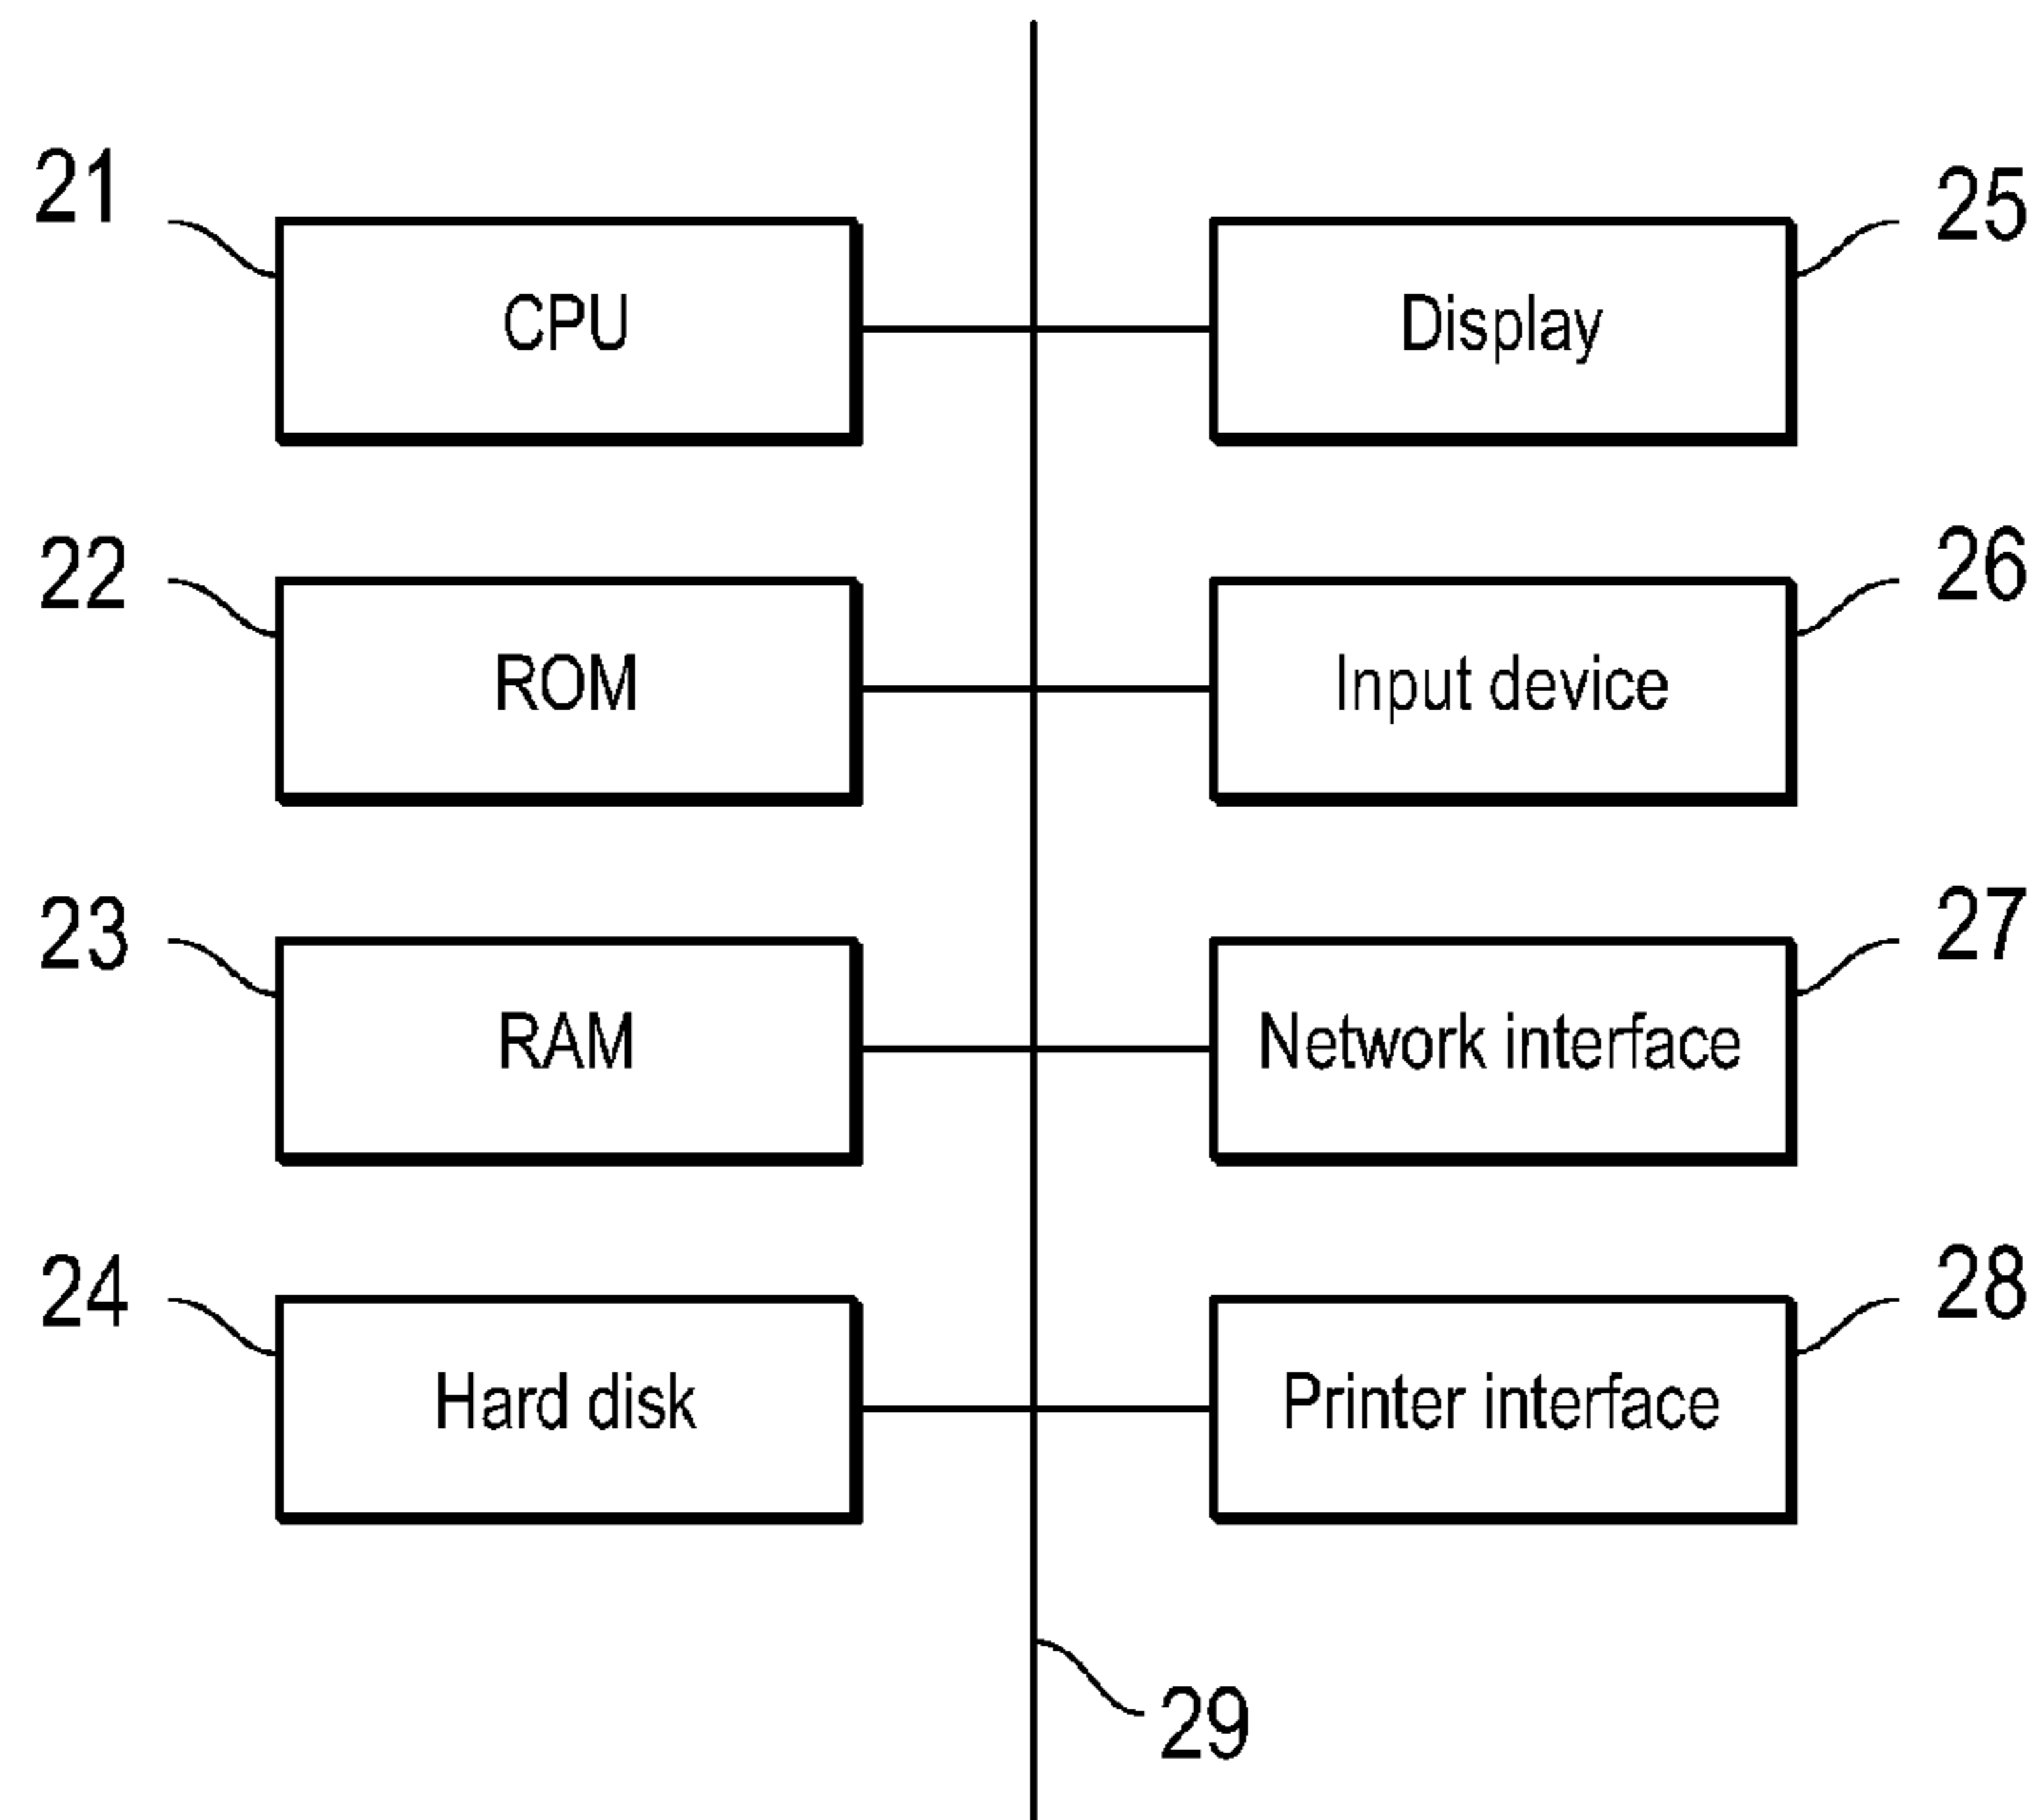 21
CPU
25
Display
22
ROM
26
Input device
23
RAM
27
Network interface
24
Hard disk
28
Printer interface
29